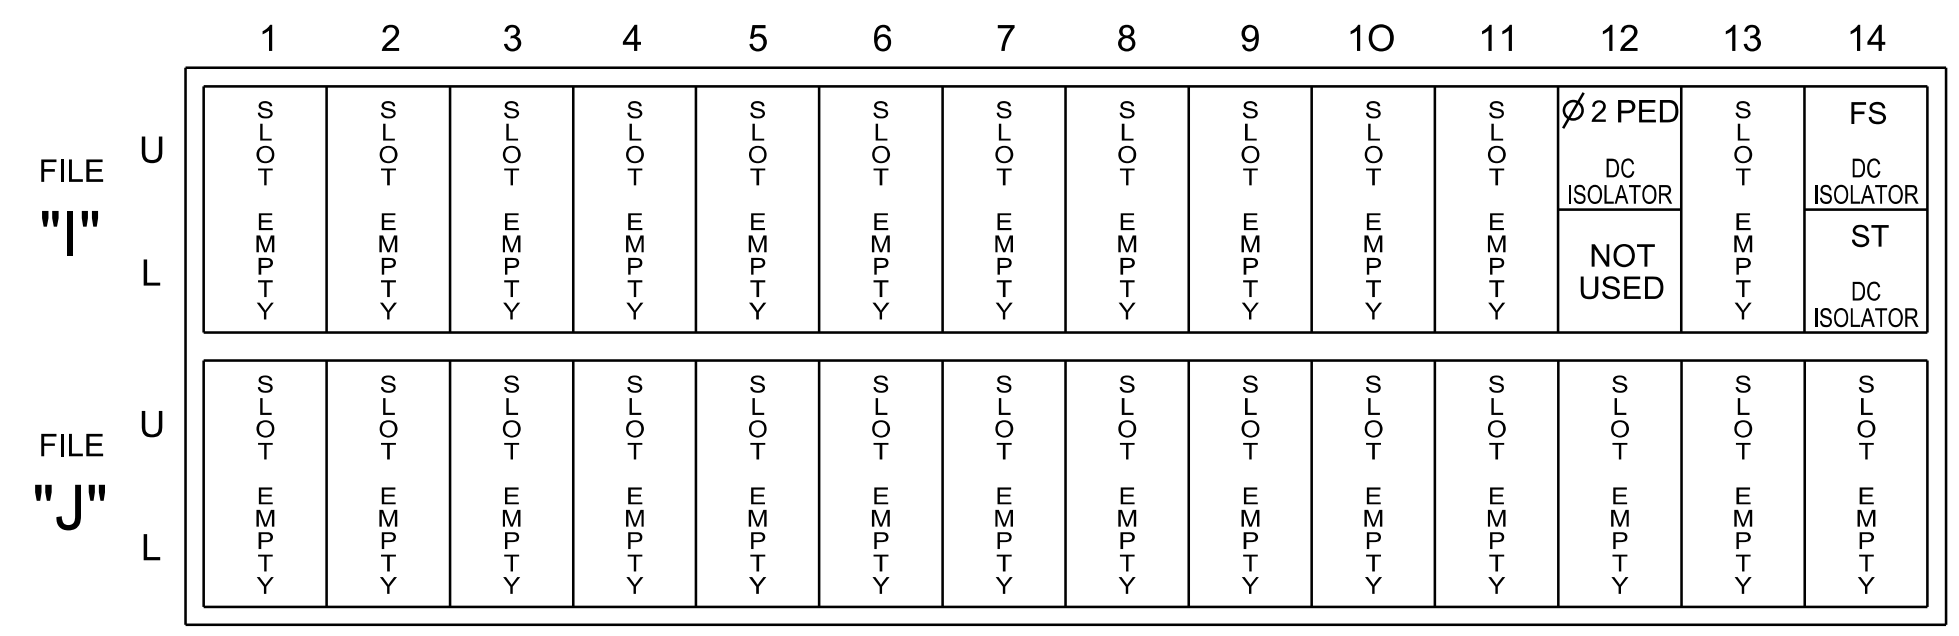 1 2 3 4 5 6 7 8 9 10 11 12 13 14
FILE "I"
U
L
SLOT EMPTY
SLOT EMPTY
SLOT EMPTY
SLOT EMPTY
SLOT EMPTY
SLOT EMPTY
SLOT EMPTY
SLOT EMPTY
SLOT EMPTY
SLOT EMPTY
SLOT EMPTY
Ø2 PED
DC
ISOLATOR
NOT
USED
SLOT EMPTY
FS
DC
ISOLATOR
ST
DC
ISOLATOR
FILE "J"
U
L
SLOT EMPTY
SLOT EMPTY
SLOT EMPTY
SLOT EMPTY
SLOT EMPTY
SLOT EMPTY
SLOT EMPTY
SLOT EMPTY
SLOT EMPTY
SLOT EMPTY
SLOT EMPTY
SLOT EMPTY
SLOT EMPTY
SLOT EMPTY